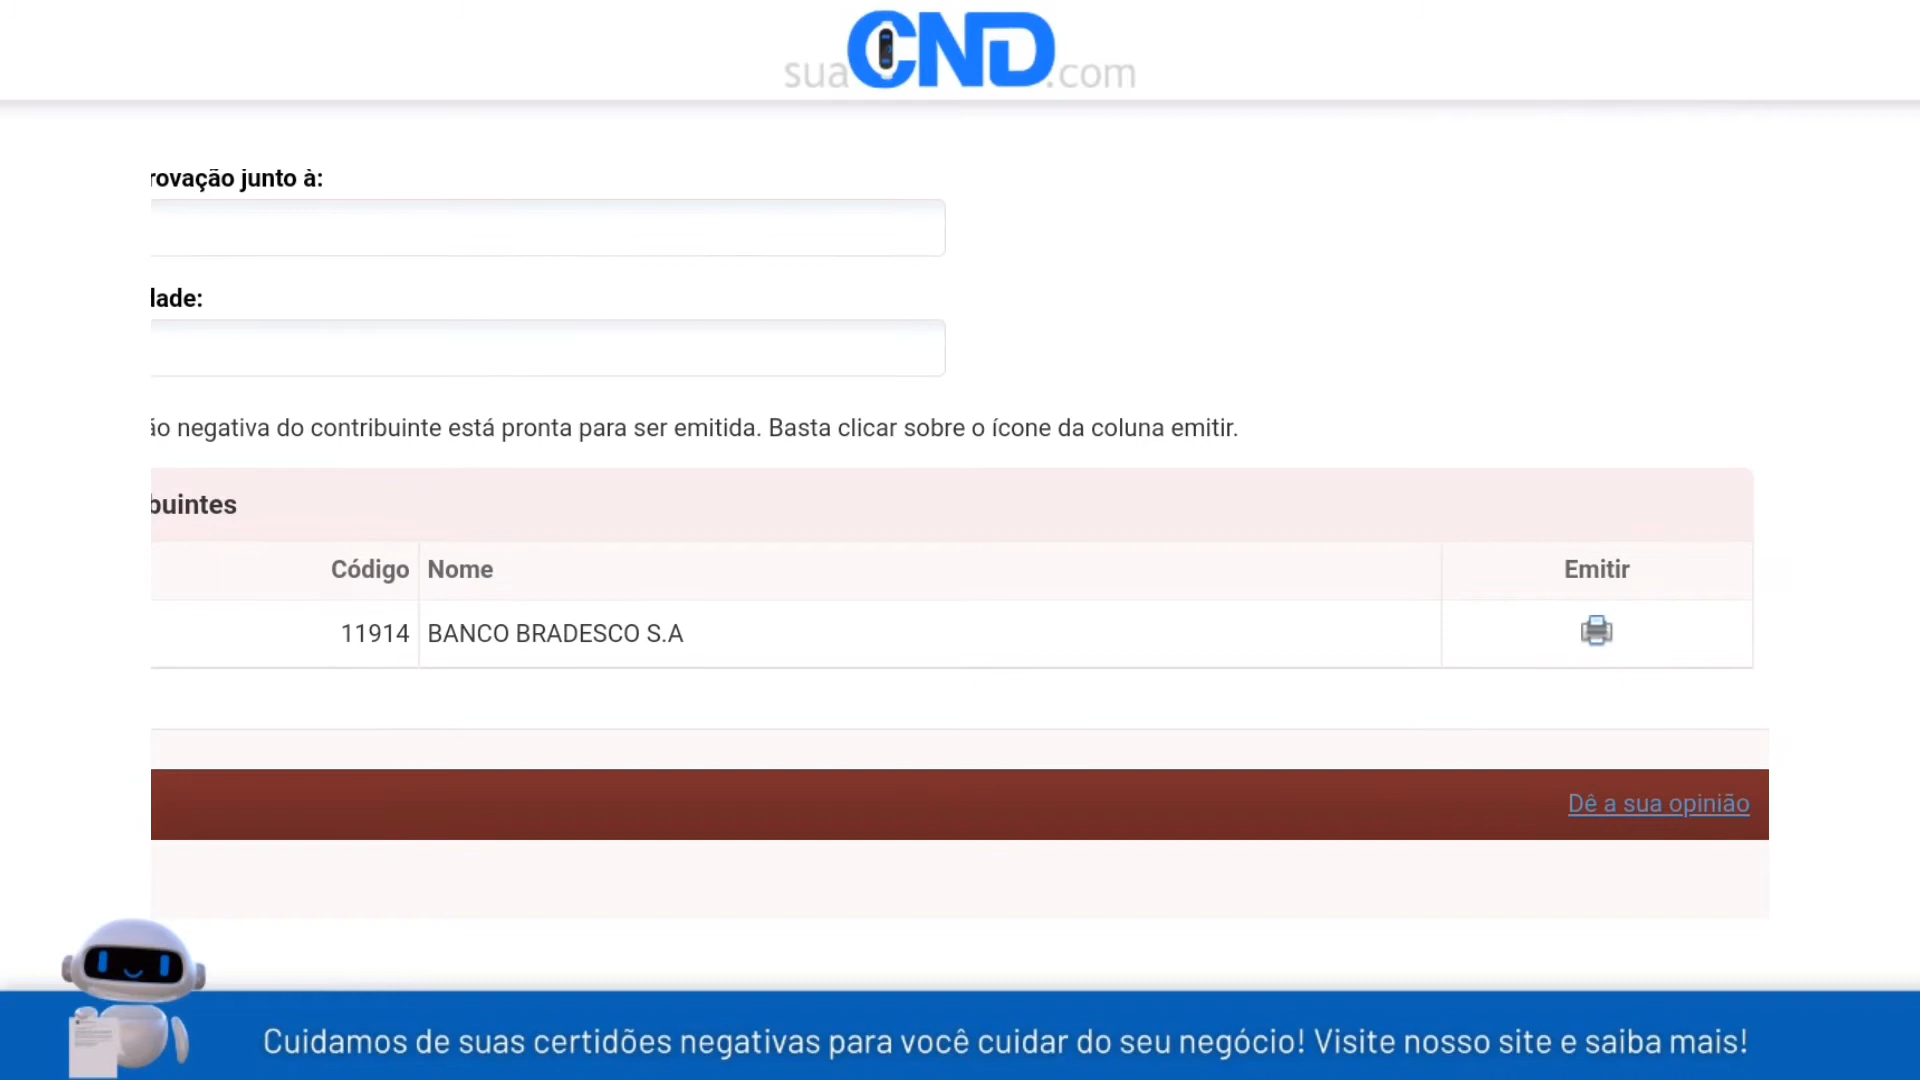 suaCND.com
rovação junto à:
lade:
ão negativa do contribuinte está pronta para ser emitida. Basta clicar sobre o ícone da coluna emitir.
buintes
Código Nome Emitir
11914 BANCO BRADESCO S.A
Dê a sua opinião
Cuidamos de suas certidões negativas para você cuidar do seu negócio! Visite nosso site e saiba mais!